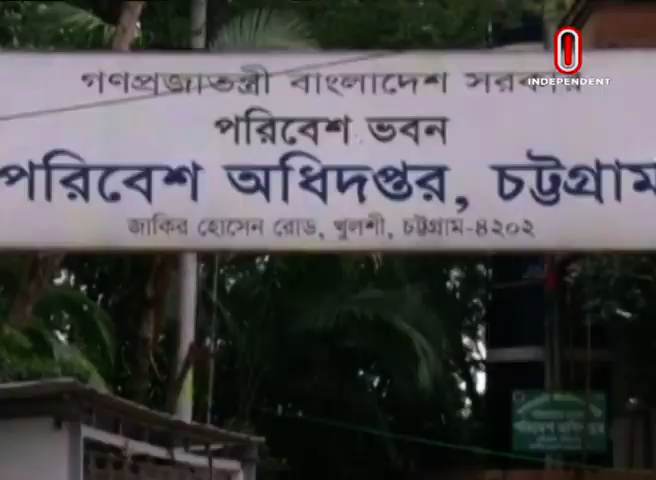 গণপ্রজাতন্ত্রী বাংলাদেশ সরকার
INDEPENDENT
পরিবেশ ভবন
পরিবেশ অধিদপ্তর, চট্টগ্রাম
জাকির হোসেন রোড, খুলশী, চট্টগ্রাম-৪২০২